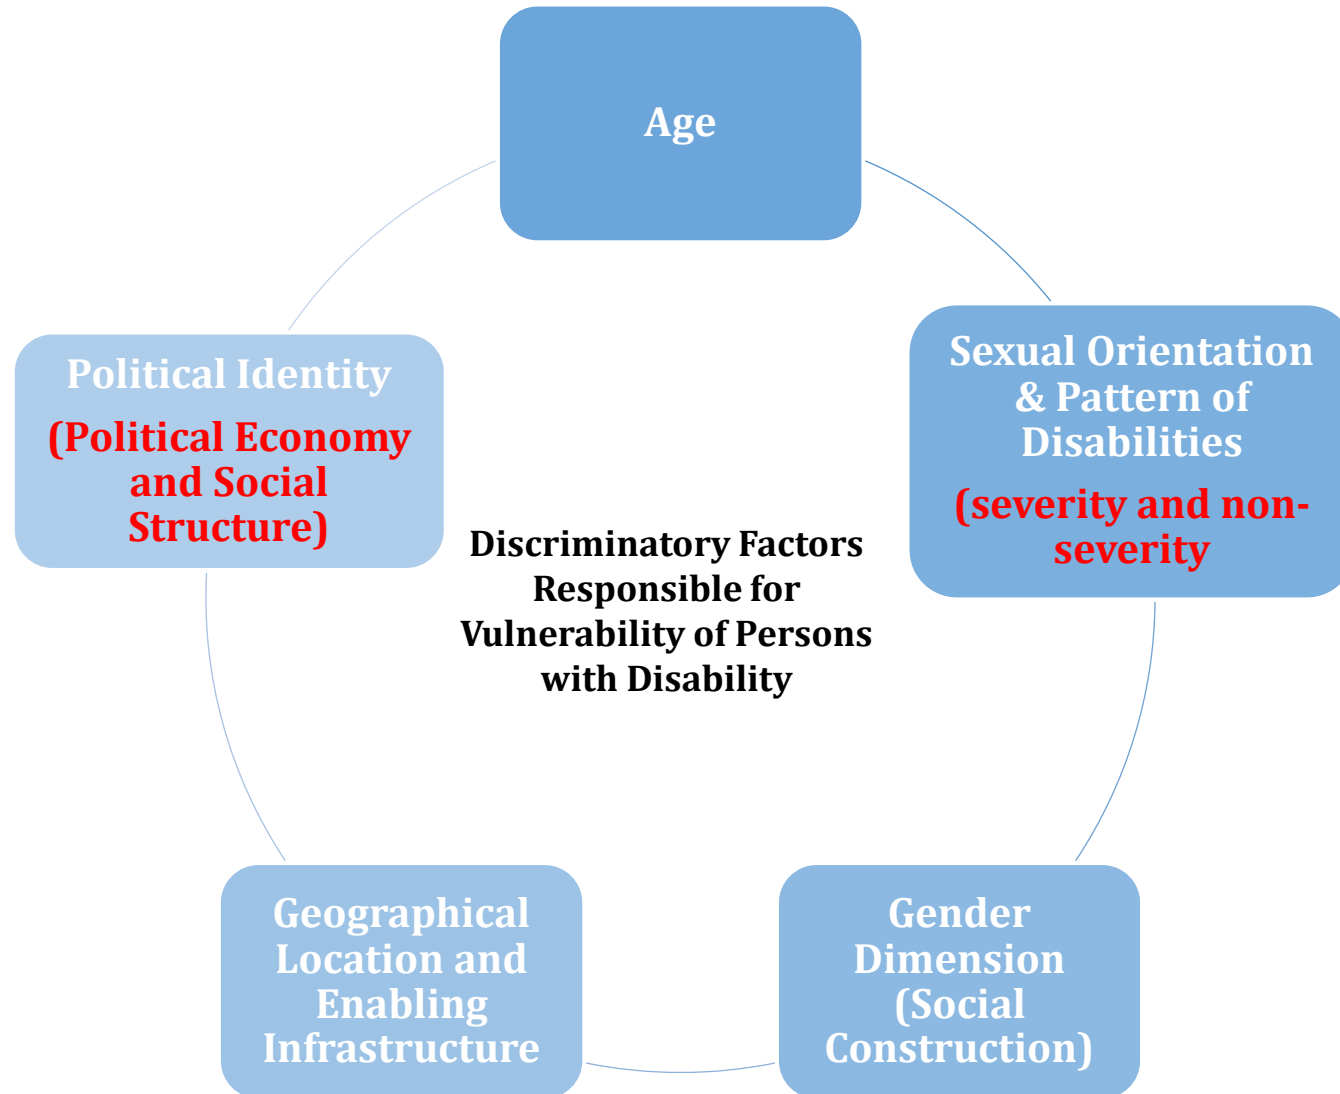 Age
Sexual Orientation
& Pattern of
Disabilities
(severity and non-
severity
Political Identity
(Political Economy
and Social
Structure)
Discriminatory Factors
Responsible for
Vulnerability of Persons
with Disability
Geographical
Location and
Enabling
Infrastructure
Gender
Dimension
(Social
Construction)